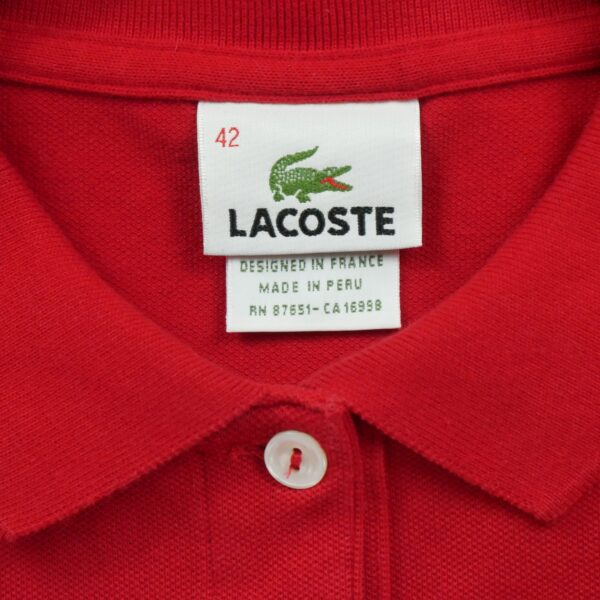 42
LACOSTE
DESIGNED IN FRANCE
MADE IN PERU
RN 87651-CA 16998